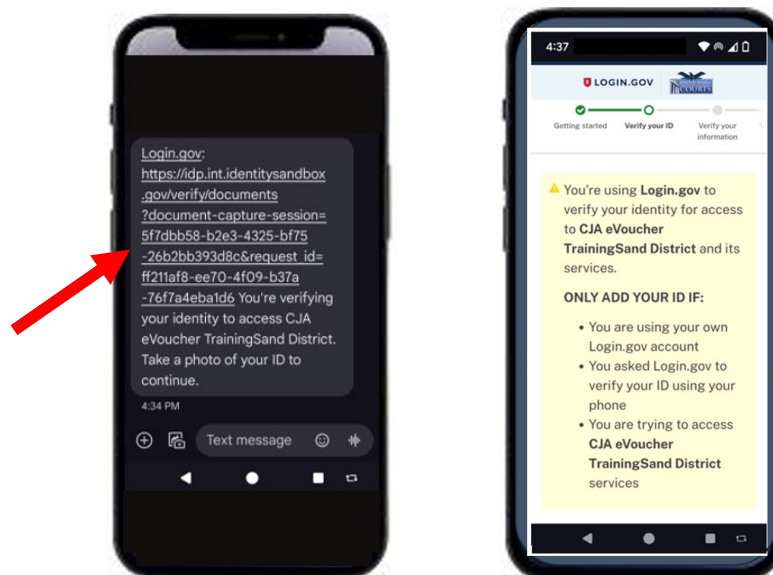 Login.gov:
https://idp.int.identitysandbox
.gov/verify/documents
?document-capture-session=
5f7dbb58-b2e3-4325-bf75
-26b2bb393d8c&request_id=
ff211af8-ee70-4f09-b37a
-76f7a4eba1d6 You're verifying
your identity to access CJA
eVoucher TrainingSand District.
Take a photo of your ID to
continue.
4:34 PM
Text message
4:37
LOGIN.GOV
COURTS
Getting started
Verify your ID
Verify your
information
You're using Login.gov to
verify your identity for access
to CJA eVoucher
TrainingSand District and its
services.
ONLY ADD YOUR ID IF:
• You are using your own
Login.gov account
• You asked Login.gov to
verify your ID using your
phone
• You are trying to access
CJA eVoucher
TrainingSand District
services